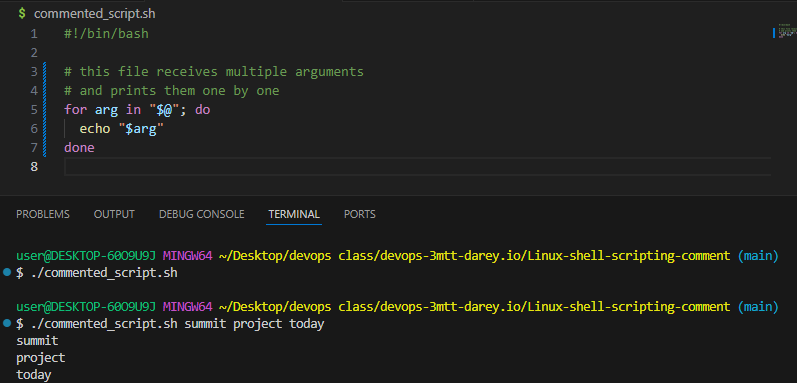 $ commented_script.sh
1 #!/bin/bash
2
3 # this file receives multiple arguments
4 # and prints them one by one
5 for arg in "$@"; do
6 echo "$arg"
7 done
8
PROBLEMS OUTPUT DEBUG CONSOLE TERMINAL PORTS
user@DESKTOP-60O9U9J MINGW64 ~/Desktop/devops class/devops-3mtt-darey.io/Linux-shell-scripting-comment (main)
$ ./commented_script.sh
user@DESKTOP-60O9U9J MINGW64 ~/Desktop/devops class/devops-3mtt-darey.io/Linux-shell-scripting-comment (main)
$ ./commented_script.sh summit project today
summit
project
today